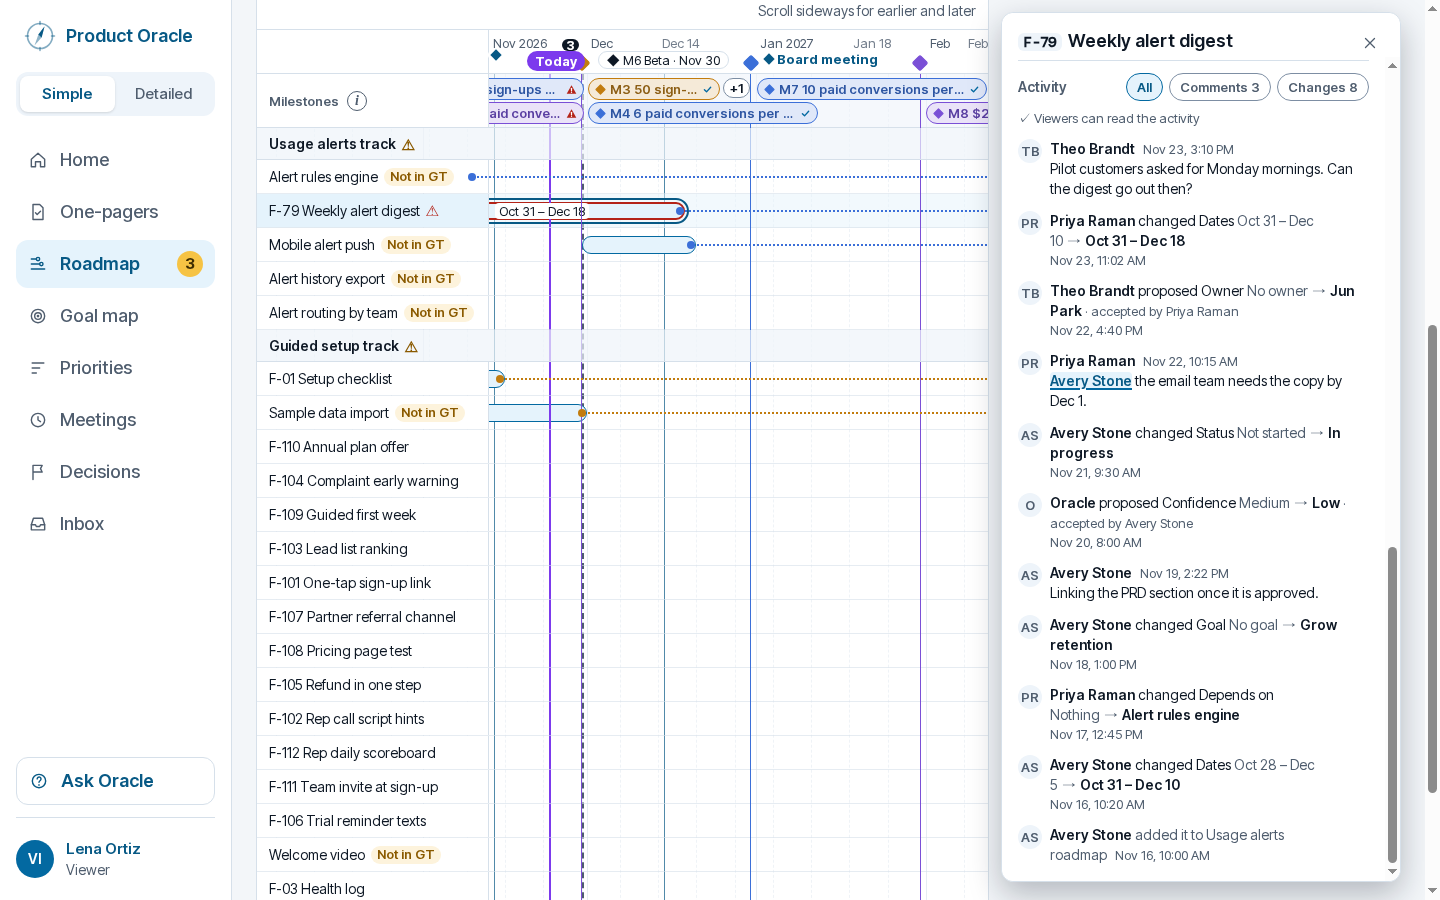 Product Oracle
Simple
Detailed
Home
One-pagers
Roadmap
3
Goal map
Priorities
Meetings
Decisions
Inbox
Ask Oracle
VI
Lena Ortiz
Viewer
Scroll sideways for earlier and later
Nov 2026
3
Dec
Dec 14
Jan 2027
Jan 18
Feb
Feb
Today
M6 Beta · Nov 30
Board meeting
Milestones
i
sign-ups ...
M3 50 sign-...
+1
M7 10 paid conversions per...
aid conve...
M4 6 paid conversions per ...
M8 $2
Usage alerts track
Alert rules engine
Not in GT
F-79 Weekly alert digest
Oct 31 – Dec 18
Mobile alert push
Not in GT
Alert history export
Not in GT
Alert routing by team
Not in GT
Guided setup track
F-01 Setup checklist
Sample data import
Not in GT
F-110 Annual plan offer
F-104 Complaint early warning
F-109 Guided first week
F-103 Lead list ranking
F-101 One-tap sign-up link
F-107 Partner referral channel
F-108 Pricing page test
F-105 Refund in one step
F-102 Rep call script hints
F-112 Rep daily scoreboard
F-111 Team invite at sign-up
F-106 Trial reminder texts
Welcome video
Not in GT
F-03 Health log
F-79 Weekly alert digest
Activity
All
Comments 3
Changes 8
✓ Viewers can read the activity
TB
Theo Brandt Nov 23, 3:10 PM
Pilot customers asked for Monday mornings. Can
the digest go out then?
PR
Priya Raman changed Dates Oct 31 – Dec
10 → Oct 31 – Dec 18
Nov 23, 11:02 AM
TB
Theo Brandt proposed Owner No owner → Jun
Park · accepted by Priya Raman
Nov 22, 4:40 PM
PR
Priya Raman Nov 22, 10:15 AM
Avery Stone the email team needs the copy by
Dec 1.
AS
Avery Stone changed Status Not started → In
progress
Nov 21, 9:30 AM
O
Oracle proposed Confidence Medium → Low ·
accepted by Avery Stone
Nov 20, 8:00 AM
AS
Avery Stone Nov 19, 2:22 PM
Linking the PRD section once it is approved.
AS
Avery Stone changed Goal No goal → Grow
retention
Nov 18, 1:00 PM
PR
Priya Raman changed Depends on
Nothing → Alert rules engine
Nov 17, 12:45 PM
AS
Avery Stone changed Dates Oct 28 – Dec
5 → Oct 31 – Dec 10
Nov 16, 10:20 AM
AS
Avery Stone added it to Usage alerts
roadmap Nov 16, 10:00 AM